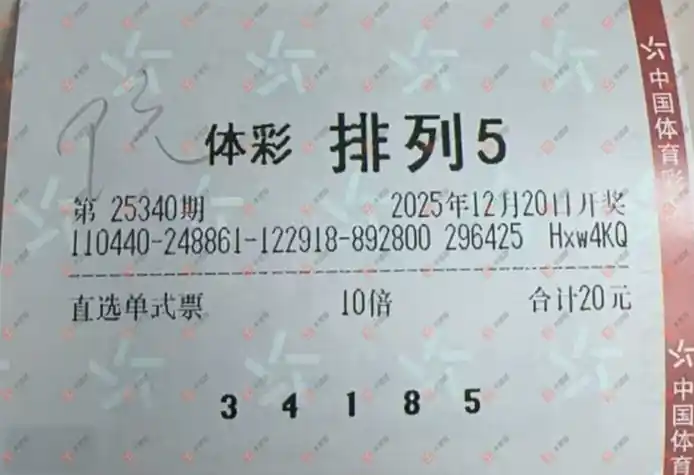 体彩 排列5
第 25340期 2025年12月20日开奖
110440-248861-122918-892800 296425 Hxw4KQ
直选单式票 10倍 合计20元
3 4 1 8 5
中国体育彩
中国体育